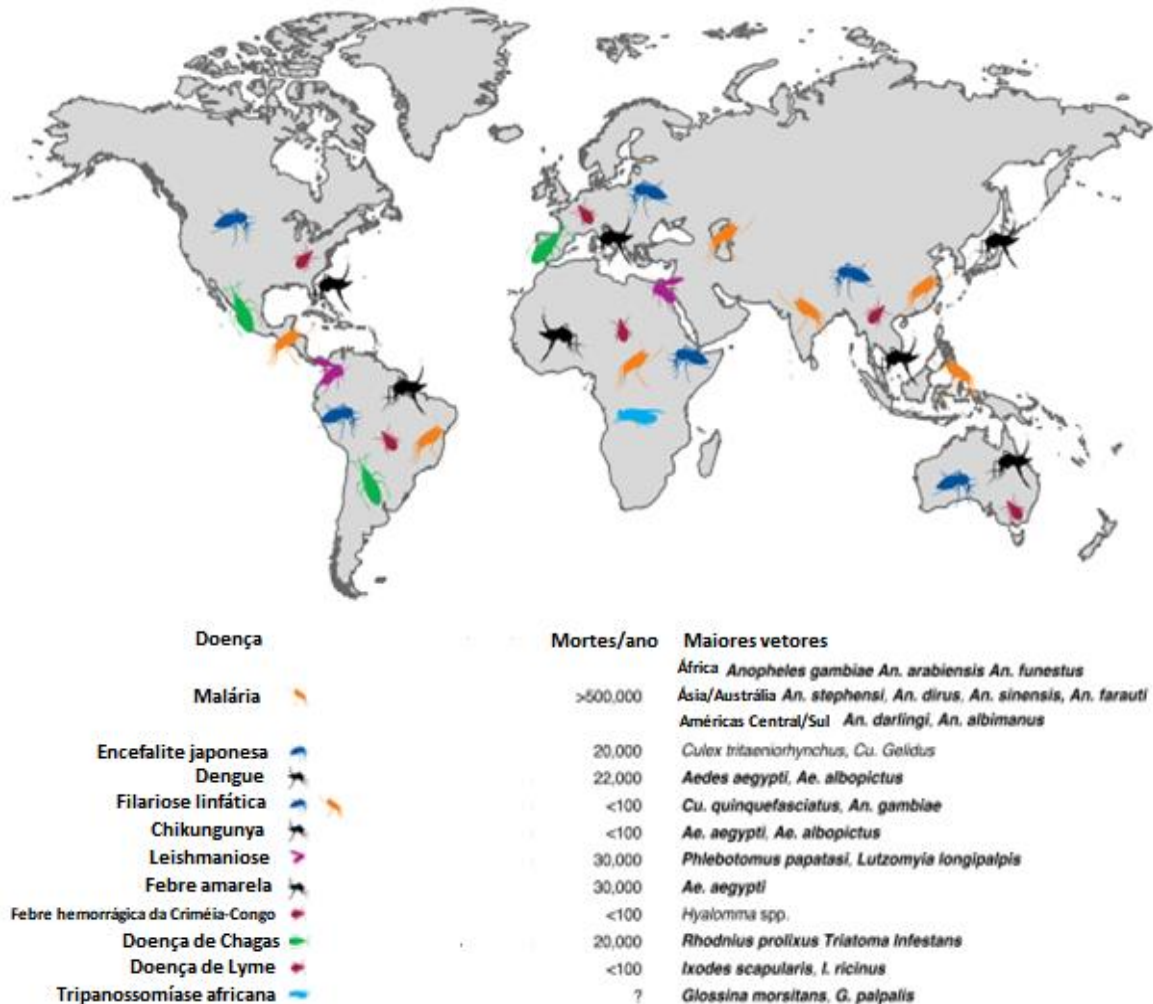 Doença Mortes/ano Maiores vetores
África Anopheles gambiae An. arabiensis An. funestus
Malária >500,000 Ásia/Austrália An. stephensi, An. dirus, An. sinensis, An. farauti
Américas Central/Sul An. darlingi, An. albimanus
Encefalite japonesa 20,000 Culex tritaeniorhynchus, Cu. Gelidus
Dengue 22,000 Aedes aegypti, Ae. albopictus
Filariose linfática <100 Cu. quinquefasciatus, An. gambiae
Chikungunya <100 Ae. aegypti, Ae. albopictus
Leishmaniose 30,000 Phlebotomus papatasi, Lutzomyia longipalpis
Febre amarela 30,000 Ae. aegypti
Febre hemorrágica da Criméia-Congo <100 Hyalomma spp.
Doença de Chagas 20,000 Rhodnius prolixus Triatoma Infestans
Doença de Lyme <100 Ixodes scapularis, I. ricinus
Tripanossomíase africana ? Glossina morsitans, G. palpalis